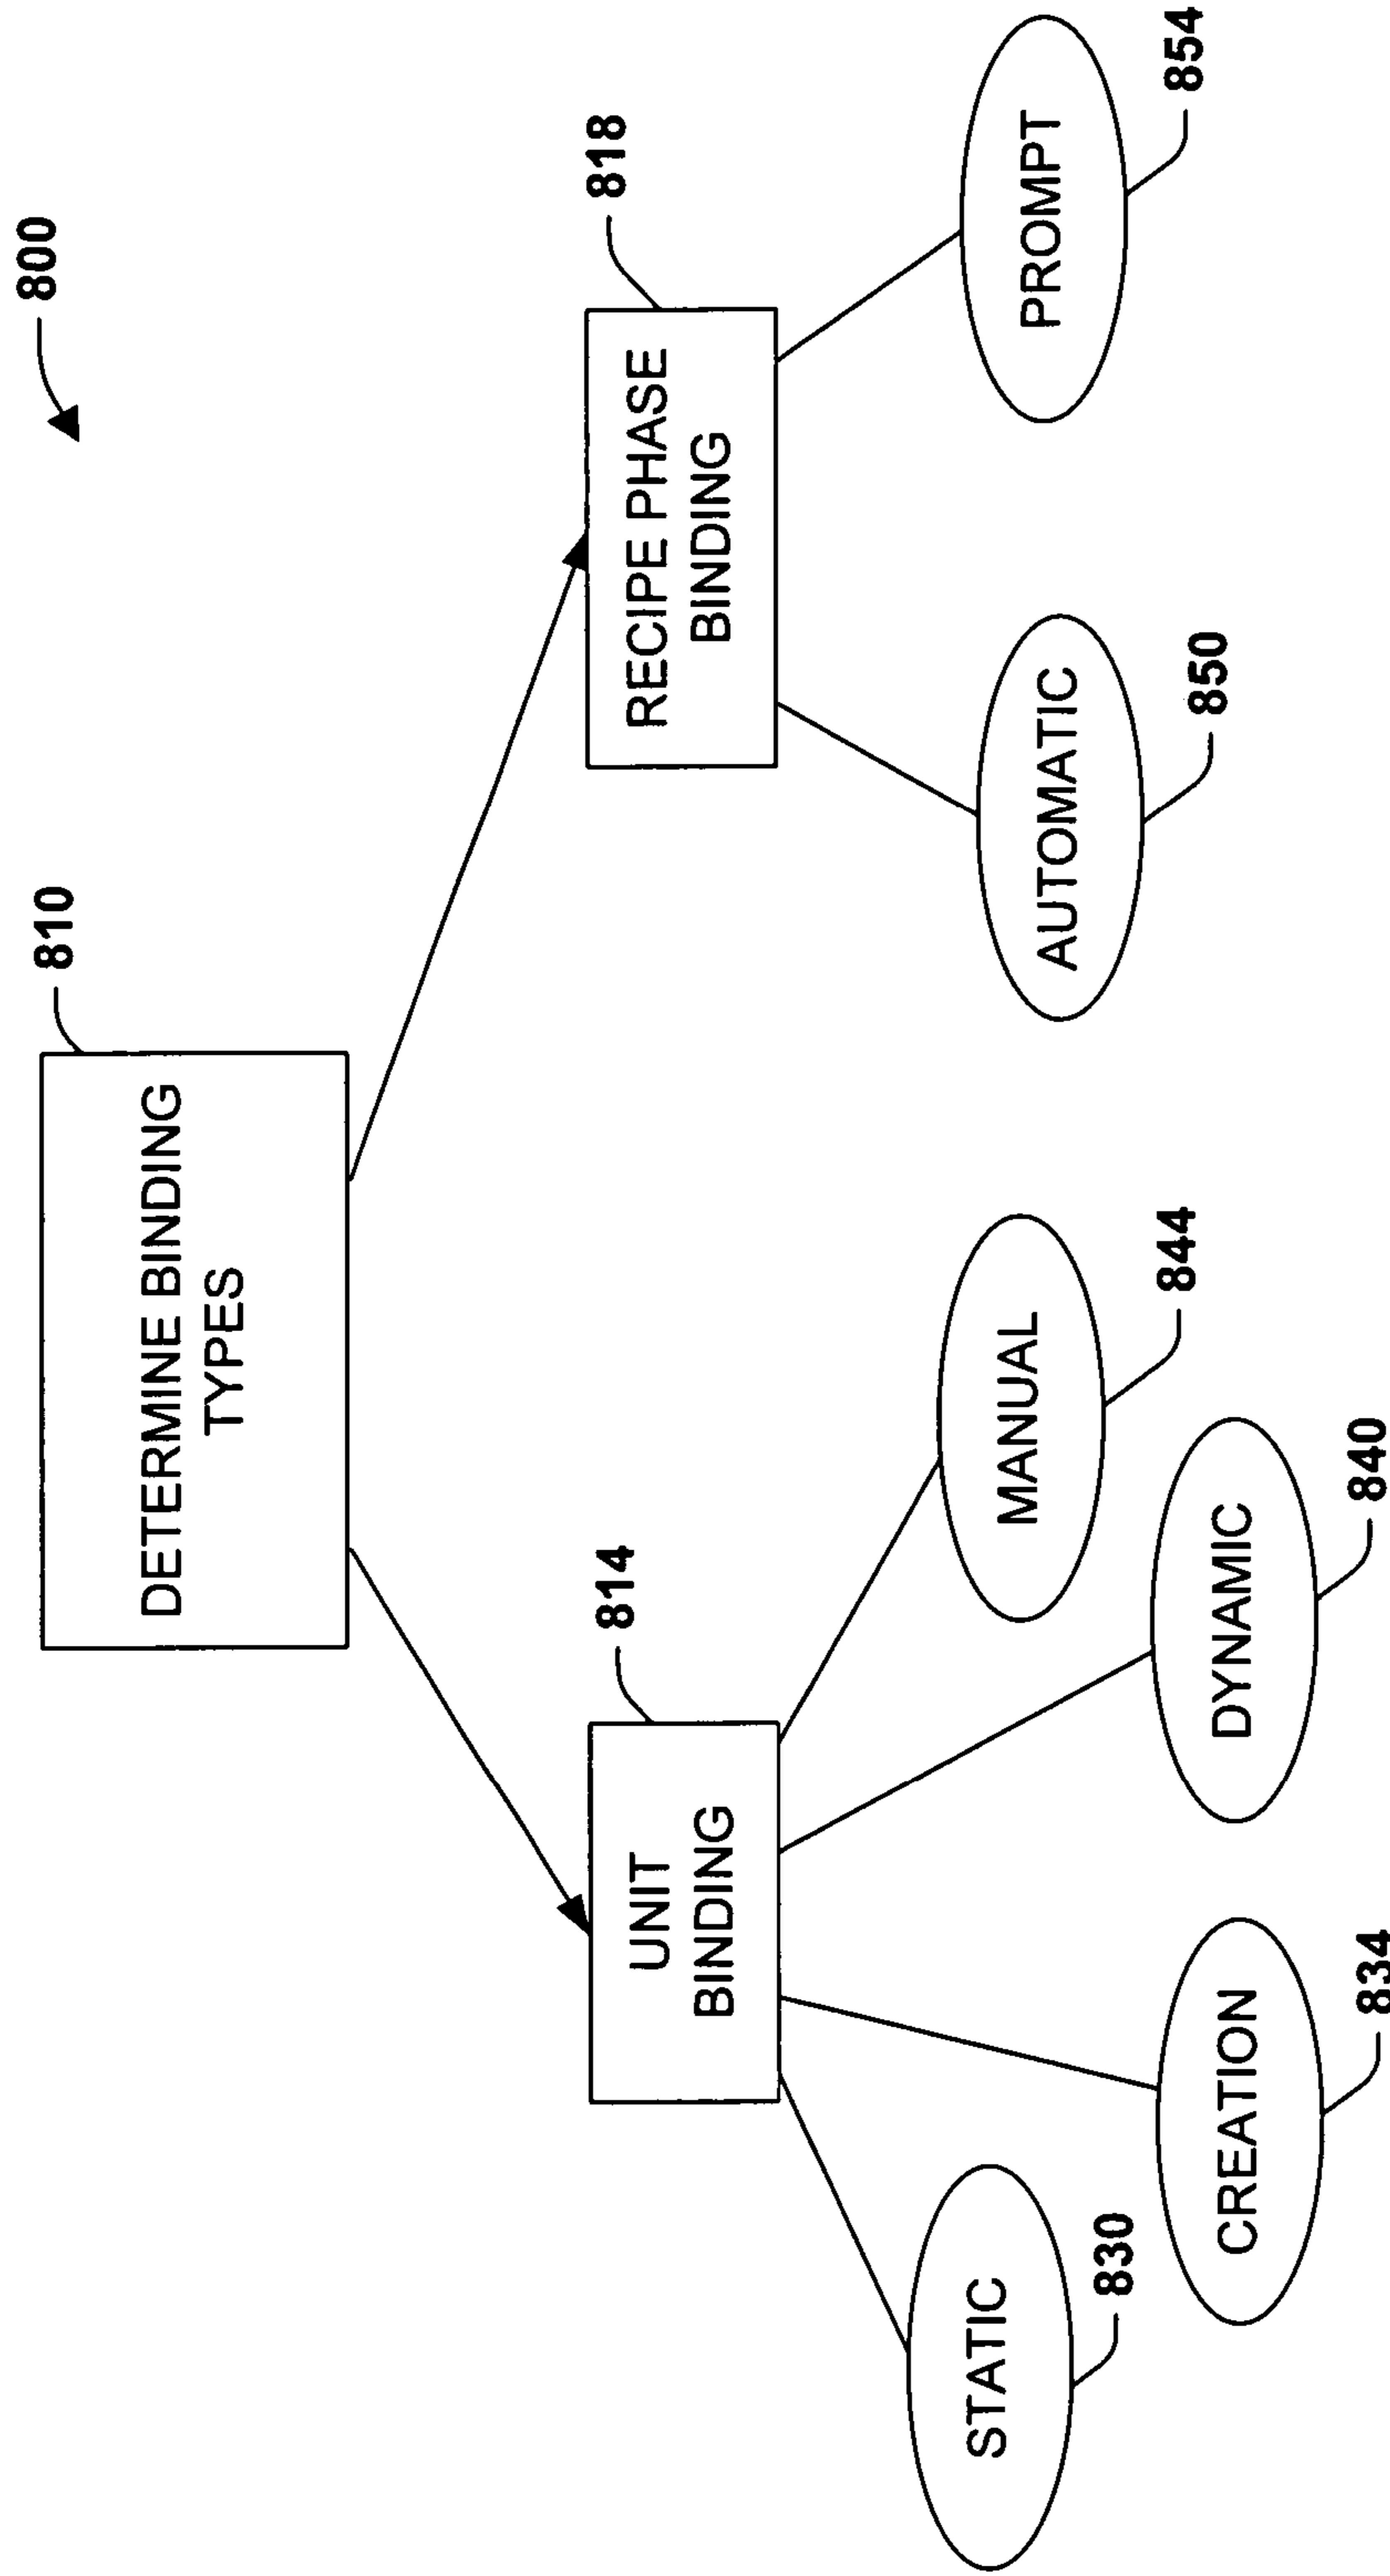 800
810
DETERMINE BINDING
TYPES
814
UNIT
BINDING
818
RECIPE PHASE
BINDING
STATIC
830
CREATION
834
DYNAMIC
840
MANUAL
844
AUTOMATIC
850
PROMPT
854